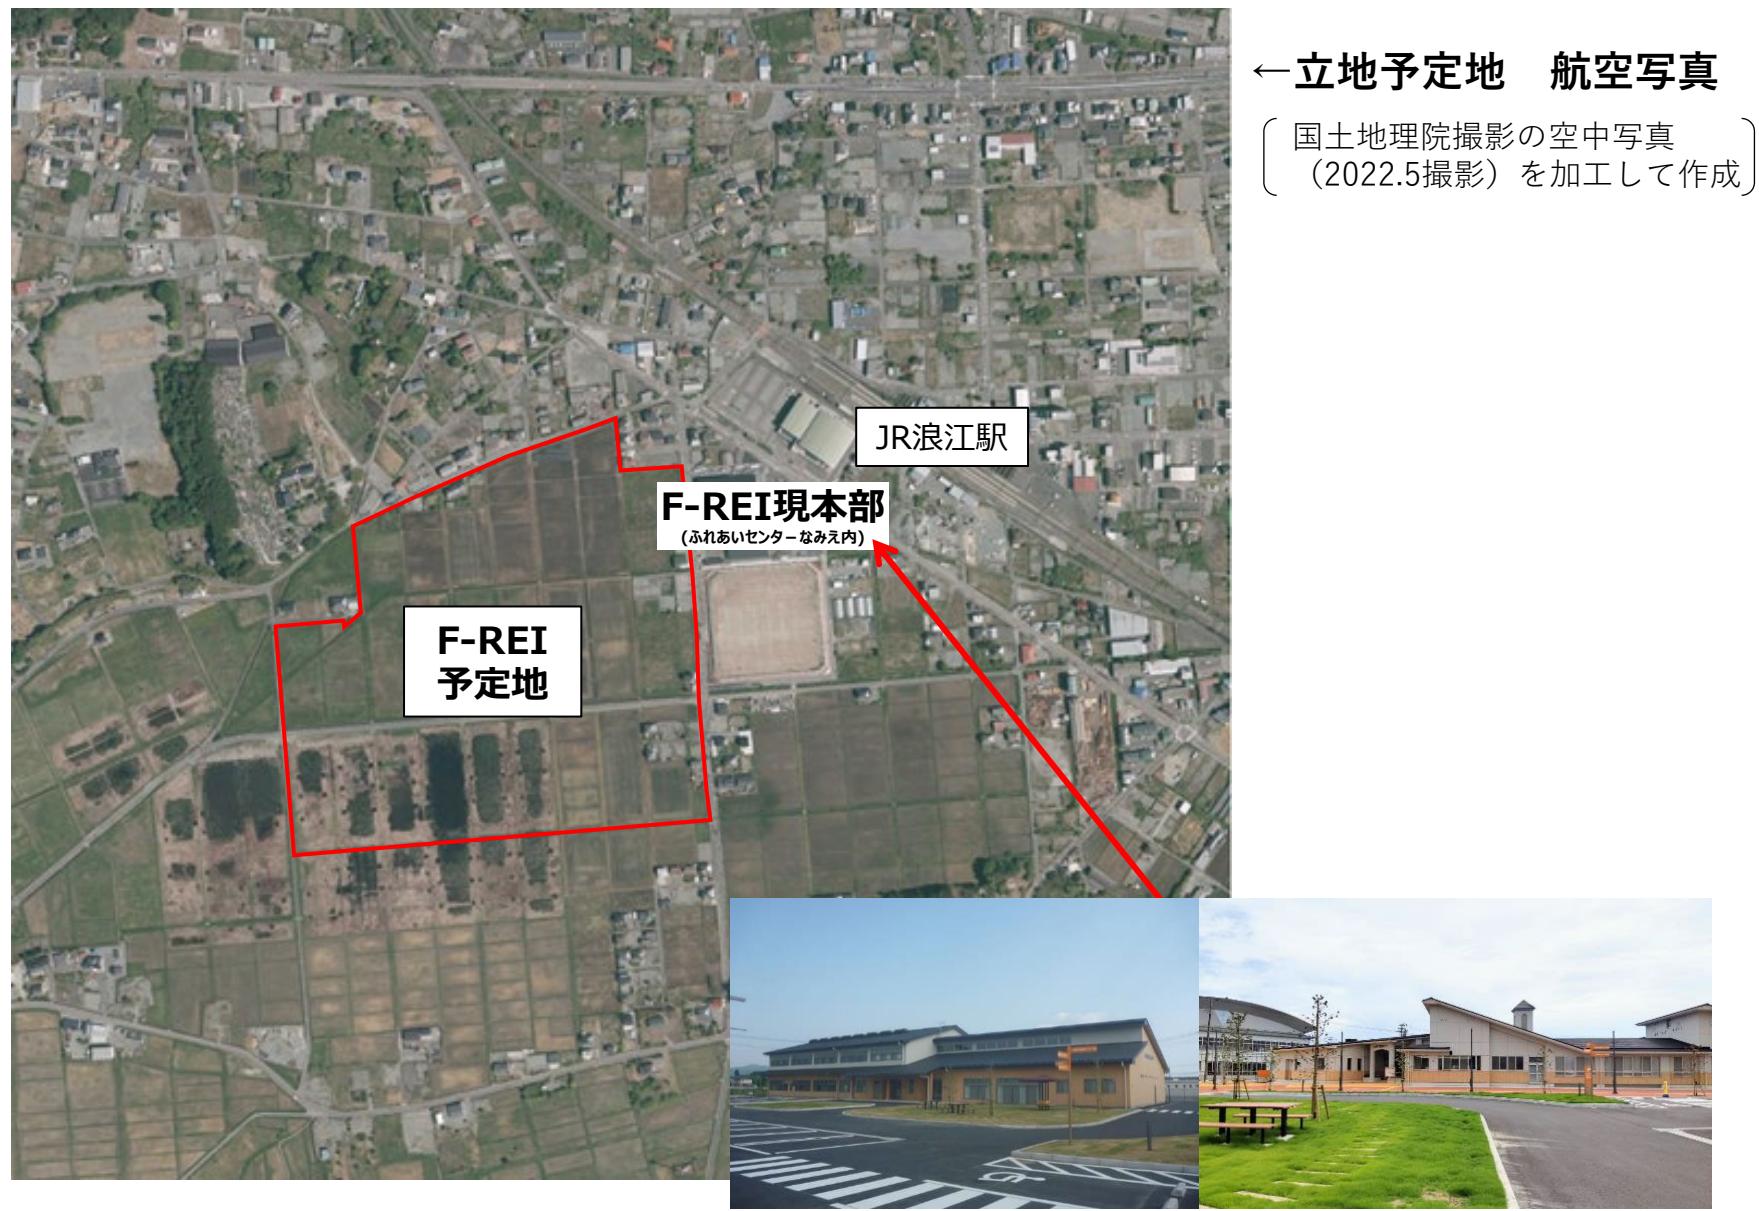 ←立地予定地　航空写真
国土地理院撮影の空中写真
（2022.5撮影）を加工して作成
JR浪江駅
F-REI現本部
(ふれあいセンターなみえ内)
F-REI
予定地